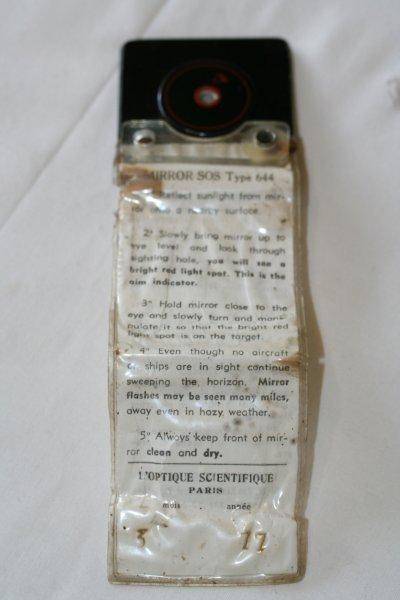 MIRROR SOS Type 644
Reflect sunlight from mir-
ror onto a nearby surface.
2° Slowly bring mirror up to
eye level and look through
sighting hole, you will see a
bright red light spot. This is the
aim indicator.
3° Hold mirror close to the
eye and slowly turn and mani-
pulate it so that the bright red
light spot is on the target.
4° Even though no aircraft
or ships are in sight continue
sweeping the horizon. Mirror
flashes may be seen many miles,
away even in hazy weather.
5° Always keep front of mir-
ror clean and dry.
L'OPTIQUE SCIENTIFIQUE
PARIS
mois année
3 77